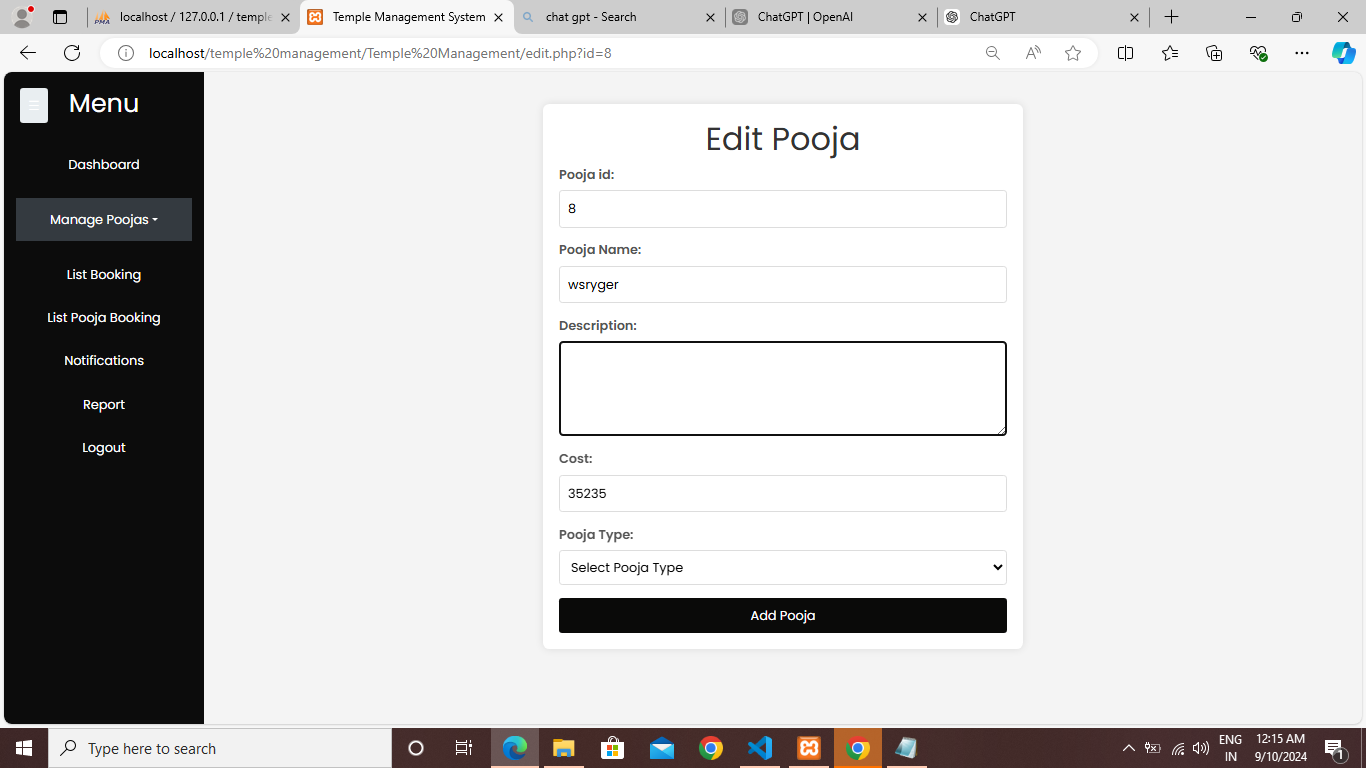 localhost / 127.0.0.1 / temple
Temple Management System
chat gpt - Search
ChatGPT | OpenAI
ChatGPT
localhost/temple%20management/Temple%20Management/edit.php?id=8
Menu
Dashboard
Manage Poojas
List Booking
List Pooja Booking
Notifications
Report
Logout
Edit Pooja
Pooja id:
8
Pooja Name:
wsryger
Description:
Cost:
35235
Pooja Type:
Select Pooja Type
Add Pooja
Type here to search
ENG
IN
12:15 AM
9/10/2024
1